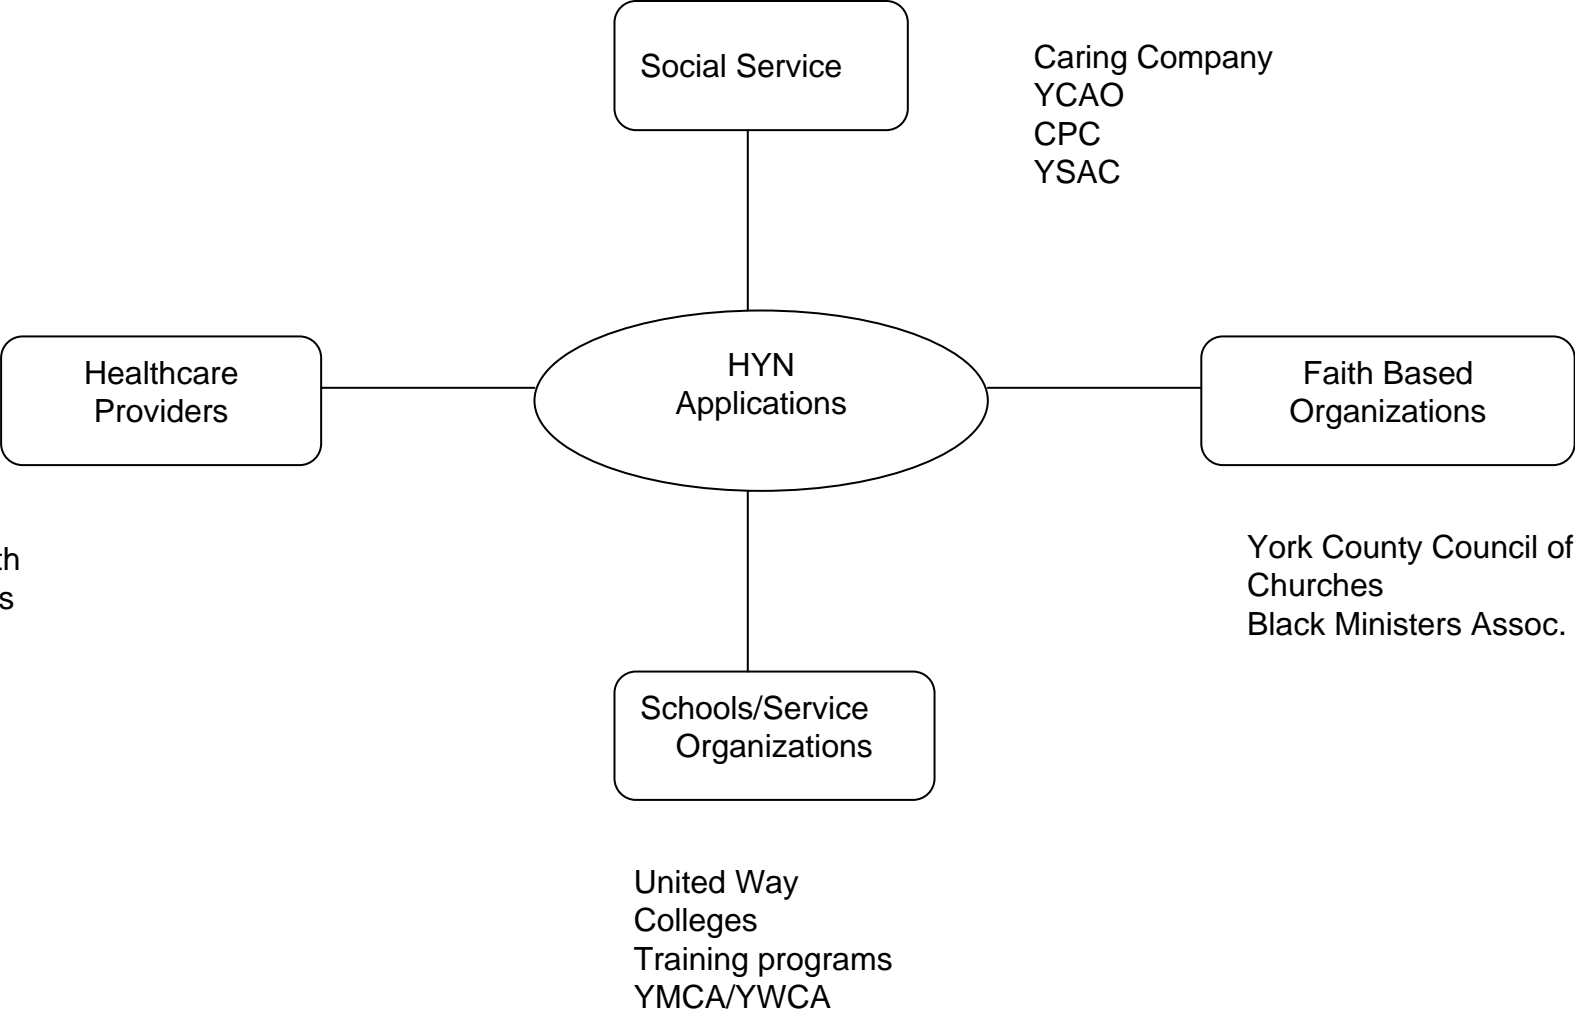 Social Service
Caring Company
YCAO
CPC
YSAC
Healthcare
Providers
HYN
Applications
Faith Based
Organizations
York County Council of
Churches
Black Ministers Assoc.
Schools/Service
Organizations
United Way
Colleges
Training programs
YMCA/YWCA